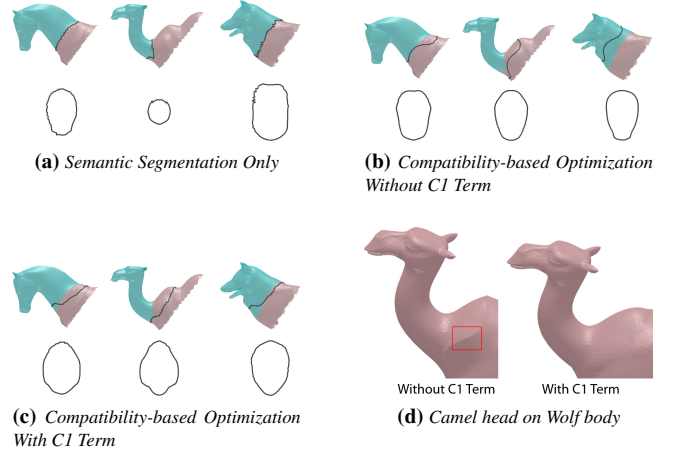 (a) Semantic Segmentation Only
(b) Compatibility-based Optimization
Without C1 Term
(c) Compatibility-based Optimization
With C1 Term
Without C1 Term
With C1 Term
(d) Camel head on Wolf body